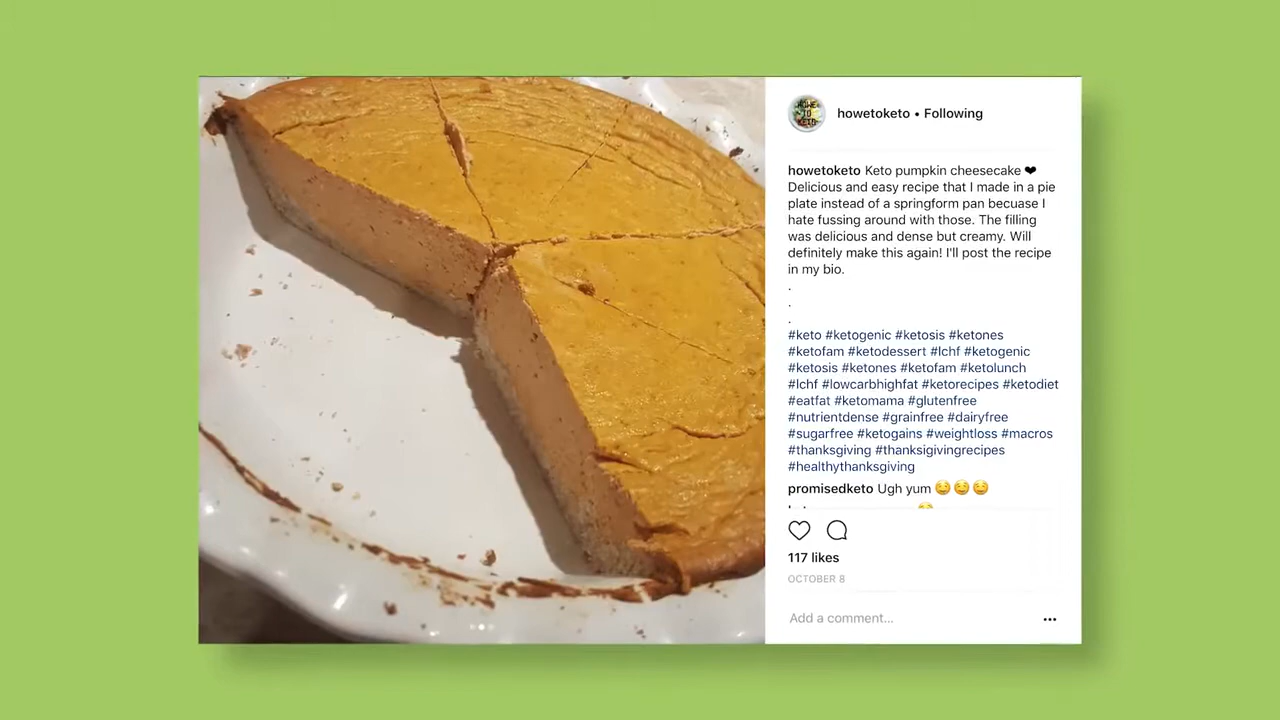 howetoketo • Following
howetoketo Keto pumpkin cheesecake ❤
Delicious and easy recipe that I made in a pie
plate instead of a springform pan becuase I
hate fussing around with those. The filling
was delicious and dense but creamy. Will
definitely make this again! I'll post the recipe
in my bio.
.
.
.
#keto #ketogenic #ketosis #ketones
#ketofam #ketodessert #lchf #ketogenic
#ketosis #ketones #ketofam #ketolunch
#lchf #lowcarbhighfat #ketorecipes #ketodiet
#eatfat #ketomama #glutenfree
#nutrientdense #grainfree #dairyfree
#sugarfree #ketogains #weightloss #macros
#thanksgiving #thanksigivingrecipes
#healthythanksgiving
promisedketo Ugh yum 😋😋😋
117 likes
OCTOBER 8
Add a comment...